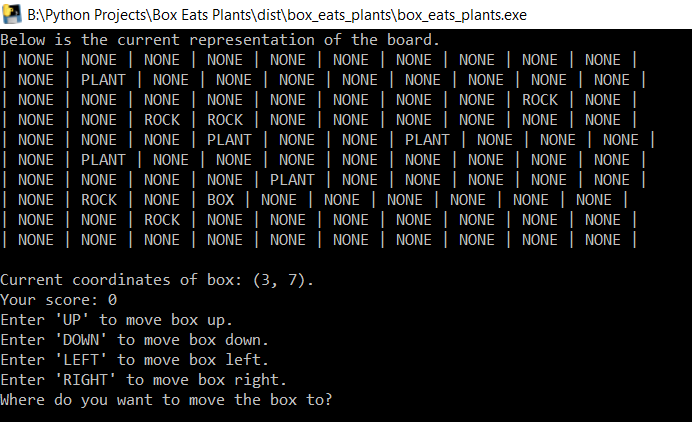 B:\Python Projects\Box Eats Plants\dist\box_eats_plants\box_eats_plants.exe
Below is the current representation of the board.
| NONE | NONE | NONE | NONE | NONE | NONE | NONE | NONE | NONE | NONE |
| NONE | PLANT | NONE | NONE | NONE | NONE | NONE | NONE | NONE | NONE |
| NONE | NONE | NONE | NONE | NONE | NONE | NONE | NONE | ROCK | NONE |
| NONE | NONE | ROCK | ROCK | NONE | NONE | NONE | NONE | NONE | NONE |
| NONE | NONE | NONE | PLANT | NONE | NONE | PLANT | NONE | NONE | NONE |
| NONE | PLANT | NONE | NONE | NONE | NONE | NONE | NONE | NONE | NONE |
| NONE | NONE | NONE | NONE | PLANT | NONE | NONE | NONE | NONE | NONE |
| NONE | ROCK | NONE | BOX | NONE | NONE | NONE | NONE | NONE | NONE |
| NONE | NONE | ROCK | NONE | NONE | NONE | NONE | NONE | NONE | NONE |
| NONE | NONE | NONE | NONE | NONE | NONE | NONE | NONE | NONE | NONE |
Current coordinates of box: (3, 7).
Your score: 0
Enter 'UP' to move box up.
Enter 'DOWN' to move box down.
Enter 'LEFT' to move box left.
Enter 'RIGHT' to move box right.
Where do you want to move the box to?